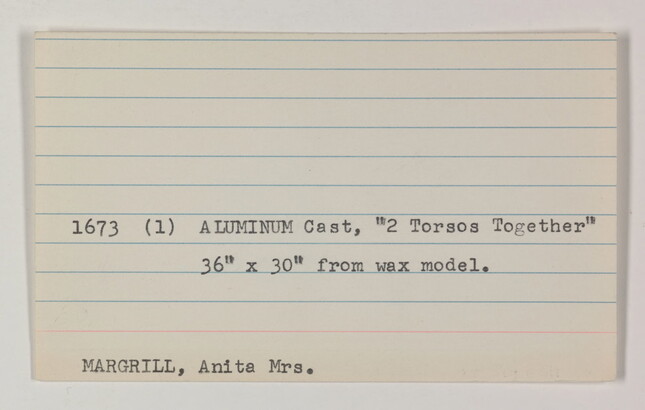 1673 (1) ALUMINUM Cast, "2 Torsos Together"
36" x 30" from wax model.
MARGRILL, Anita Mrs.